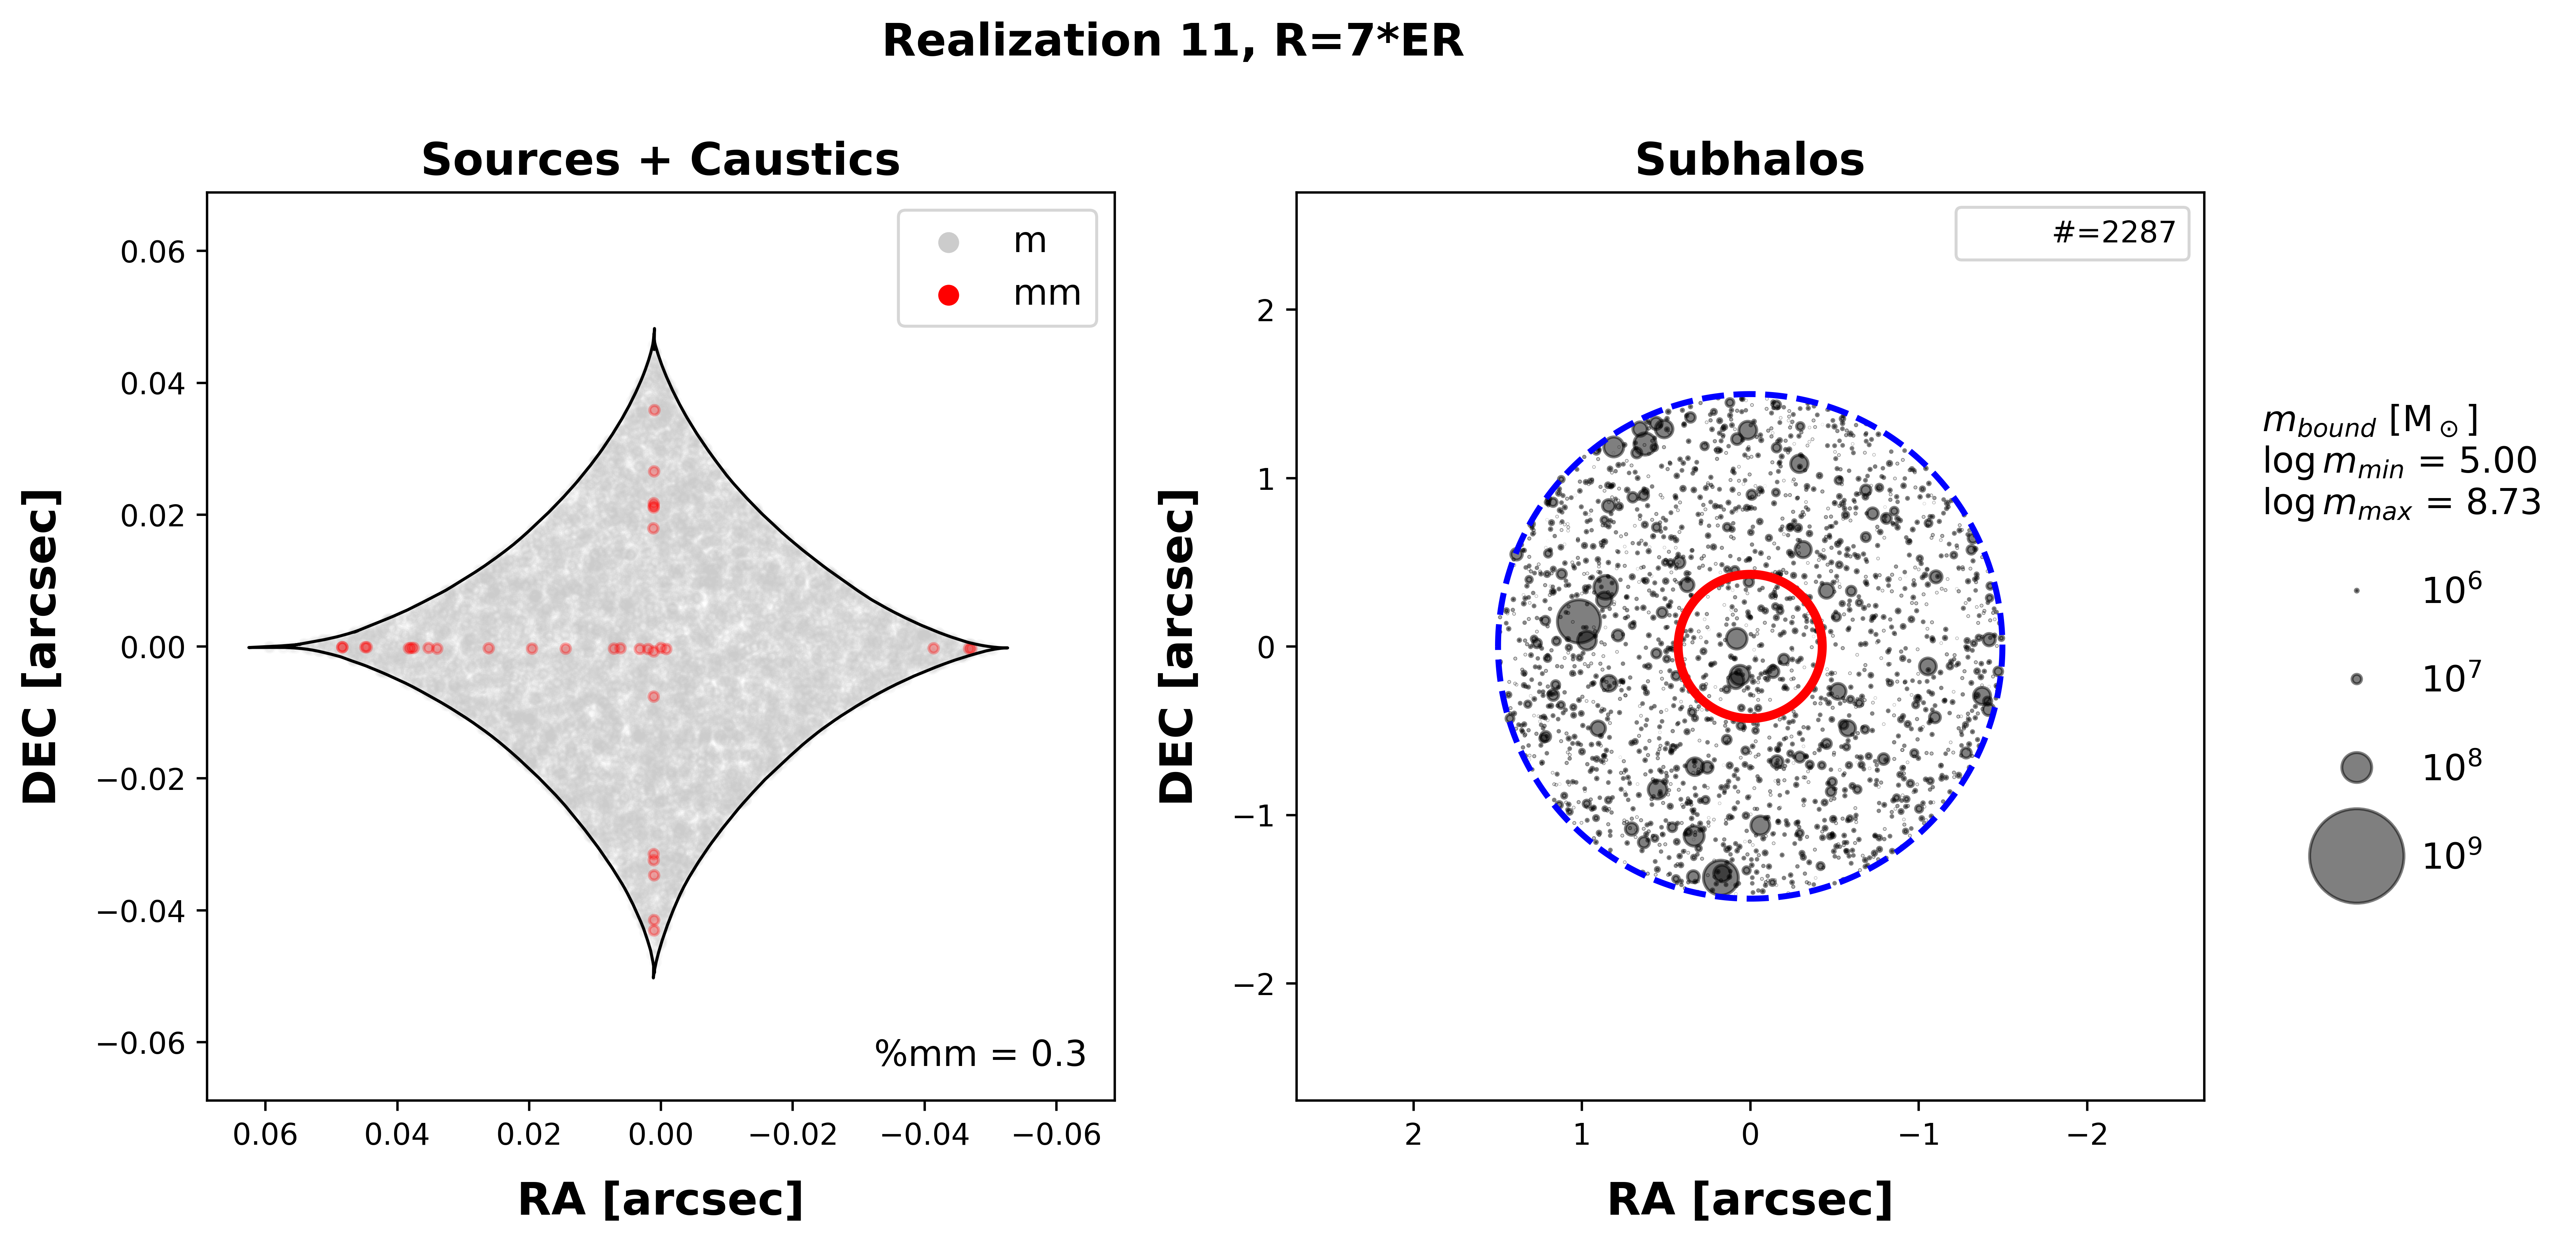 Realization 11, R=7*ER
Sources + Caustics
m
mm
%mm = 0.3
0.06
0.04
0.02
0.00
−0.02
−0.04
−0.06
DEC [arcsec]
0.06
0.04
0.02
0.00
−0.02
−0.04
−0.06
RA [arcsec]
Subhalos
#=2287
2
1
0
−1
−2
DEC [arcsec]
2
1
0
−1
−2
RA [arcsec]
m_bound [M_⊙]
log m_min = 5.00
log m_max = 8.73
10^6
10^7
10^8
10^9